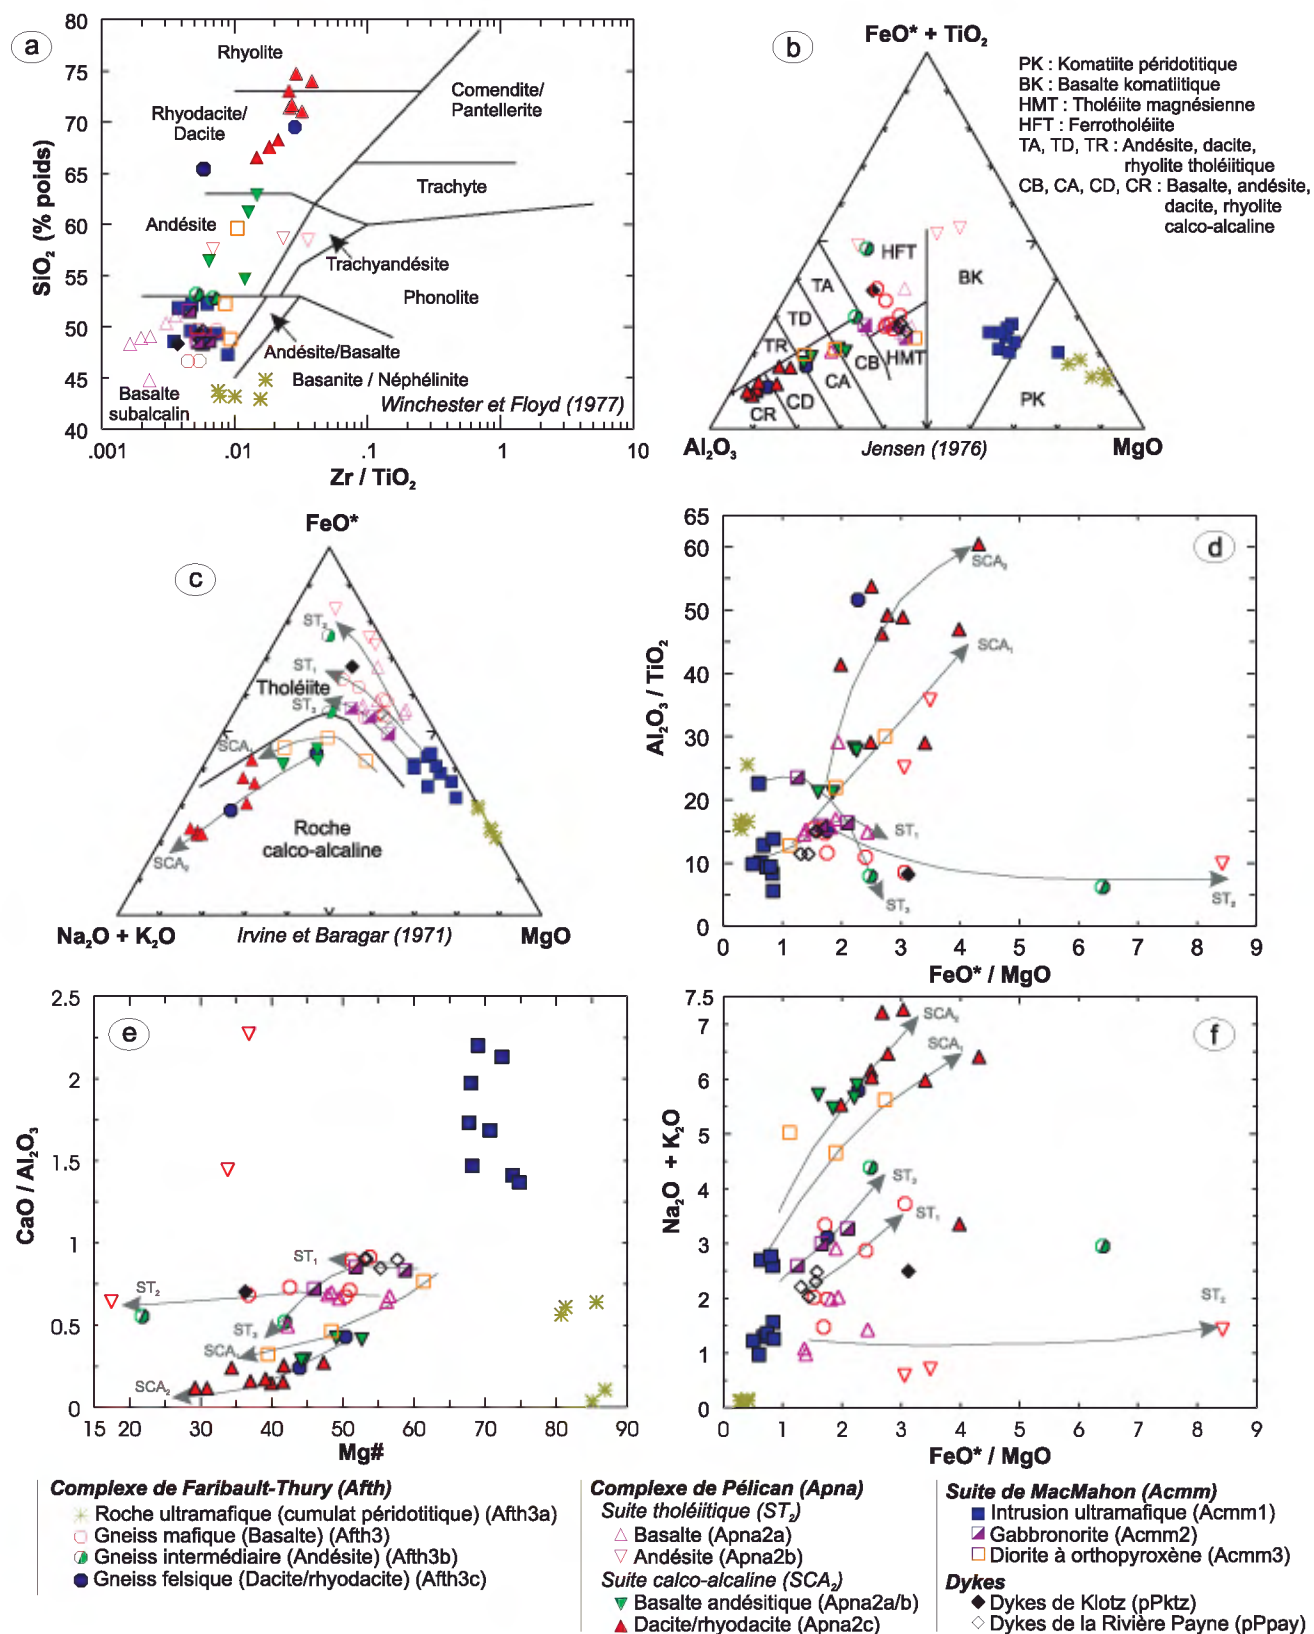 a
80
75
70
65
60
55
50
45
40
SiO₂ (% poids)
Rhyolite
Comendite/
Pantellerite
Rhyodacite/
Dacite
Trachyte
Andésite
Trachyandésite
Phonolite
Andésite/Basalte
Basanite / Néphélinite
Basalte
subalcalin
Winchester et Floyd (1977)
.001
.01
.1
1
10
Zr / TiO₂
b
FeO* + TiO₂
PK : Komatiite péridotitique
BK : Basalte komatiitique
HMT : Tholéiite magnésienne
HFT : Ferrotholéiite
TA, TD, TR : Andésite, dacite,
rhyolite tholéiitique
CB, CA, CD, CR : Basalte, andésite,
dacite, rhyolite
calco-alcaline
HFT
BK
TA
TD
TR
CB
HMT
CA
CD
CR
PK
Al₂O₃
Jensen (1976)
MgO
c
FeO*
ST₂
ST₁
Tholéiite
ST₃
SCA₁
Roche
calco-alcaline
SCA₂
Na₂O + K₂O
Irvine et Baragar (1971)
MgO
d
65
60
50
40
30
20
10
0
Al₂O₃ / TiO₂
SCA₂
SCA₁
ST₁
ST₃
ST₂
0 1 2 3 4 5 6 7 8 9
FeO* / MgO
e
2.5
2
1.5
1
0.5
0
CaO / Al₂O₃
ST₁
ST₂
ST₃
SCA₁
SCA₂
15 20 30 40 50 60 70 80 90
Mg#
f
7.5
7
6
5
4
3
2
1
0
Na₂O + K₂O
SCA₂
SCA₁
ST₃
ST₁
ST₂
0 1 2 3 4 5 6 7 8 9
FeO* / MgO
Complexe de Faribault-Thury (Afth)
Roche ultramafique (cumulat péridotitique) (Afth3a)
Gneiss mafique (Basalte) (Afth3)
Gneiss intermédiaire (Andésite) (Afth3b)
Gneiss felsique (Dacite/rhyodacite) (Afth3c)
Complexe de Pélican (Apna)
Suite tholéiitique (ST₂)
Basalte (Apna2a)
Andésite (Apna2b)
Suite calco-alcaline (SCA₂)
Basalte andésitique (Apna2a/b)
Dacite/rhyodacite (Apna2c)
Suite de MacMahon (Acmm)
Intrusion ultramafique (Acmm1)
Gabbronorite (Acmm2)
Diorite à orthopyroxène (Acmm3)
Dykes
Dykes de Klotz (pPktz)
Dykes de la Rivière Payne (pPpay)